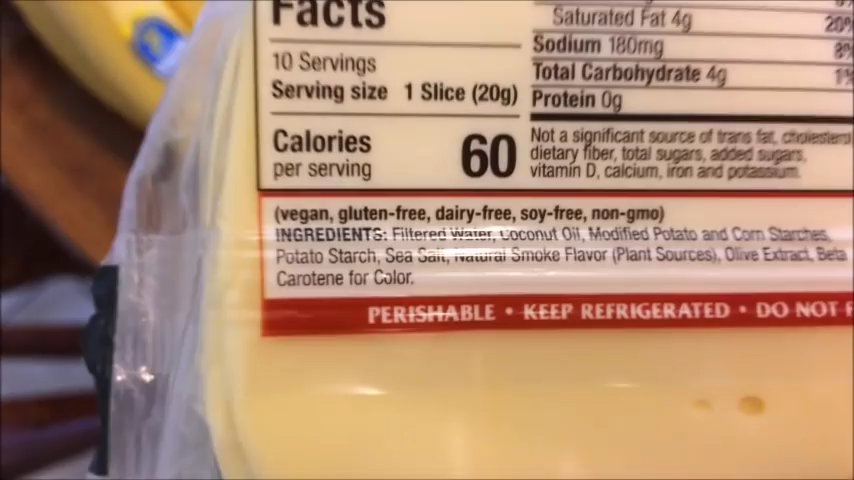 Facts
10 Servings
Serving size 1 Slice (20g)
Calories
per serving
60
Saturated Fat 4g 20%
Sodium 180mg 8%
Total Carbohydrate 4g 1%
Protein 0g
Not a significant source of trans fat, cholesterol
dietary fiber, total sugars, added sugars,
vitamin D, calcium, iron and potassium.
(vegan, gluten-free, dairy-free, soy-free, non-gmo)
INGREDIENTS: Filtered Water, Coconut Oil, Modified Potato and Corn Starches,
Potato Starch, Sea Salt, Natural Smoke Flavor (Plant Sources), Olive Extract, Beta
Carotene for Color.
PERISHABLE • KEEP REFRIGERATED • DO NOT